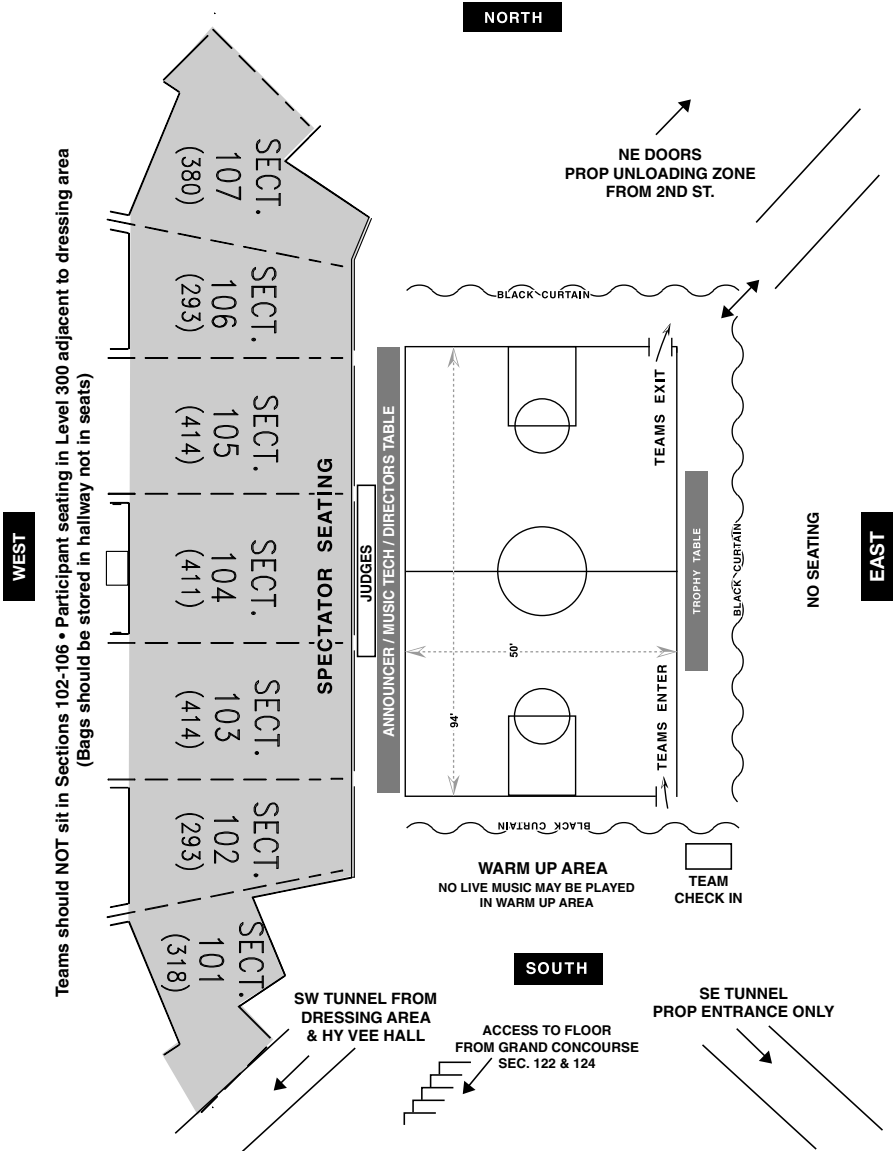 NORTH
NE DOORS
PROP UNLOADING ZONE
FROM 2ND ST.
Teams should NOT sit in Sections 102-106 • Participant seating in Level 300 adjacent to dressing area
(Bags should be stored in hallway not in seats)
WEST
SECT.
107
(380)
SECT.
106
(293)
SECT.
105
(414)
SECT.
104
(411)
SECT.
103
(414)
SECT.
102
(293)
SECT.
101
(318)
SPECTATOR SEATING
JUDGES
ANNOUNCER / MUSIC TECH / DIRECTORS TABLE
BLACK CURTAIN
TEAMS EXIT
94'
50'
TEAMS ENTER
TROPHY TABLE
BLACK CURTAIN
NO SEATING
EAST
BLACK CURTAIN
WARM UP AREA
NO LIVE MUSIC MAY BE PLAYED
IN WARM UP AREA
TEAM
CHECK IN
SOUTH
SW TUNNEL FROM
DRESSING AREA
& HY VEE HALL
ACCESS TO FLOOR
FROM GRAND CONCOURSE
SEC. 122 & 124
SE TUNNEL
PROP ENTRANCE ONLY